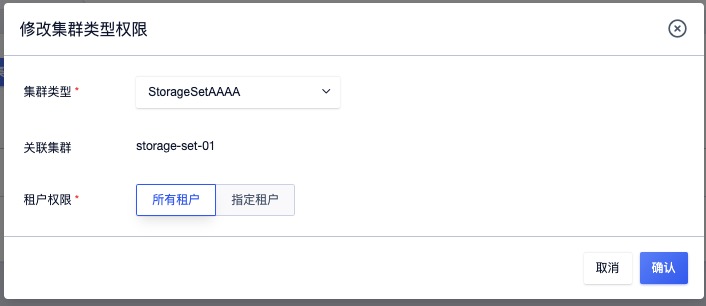 修改集群类型权限
集群类型 * StorageSetAAAA
关联集群 storage-set-01
租户权限 * 所有租户 指定租户
取消 确认